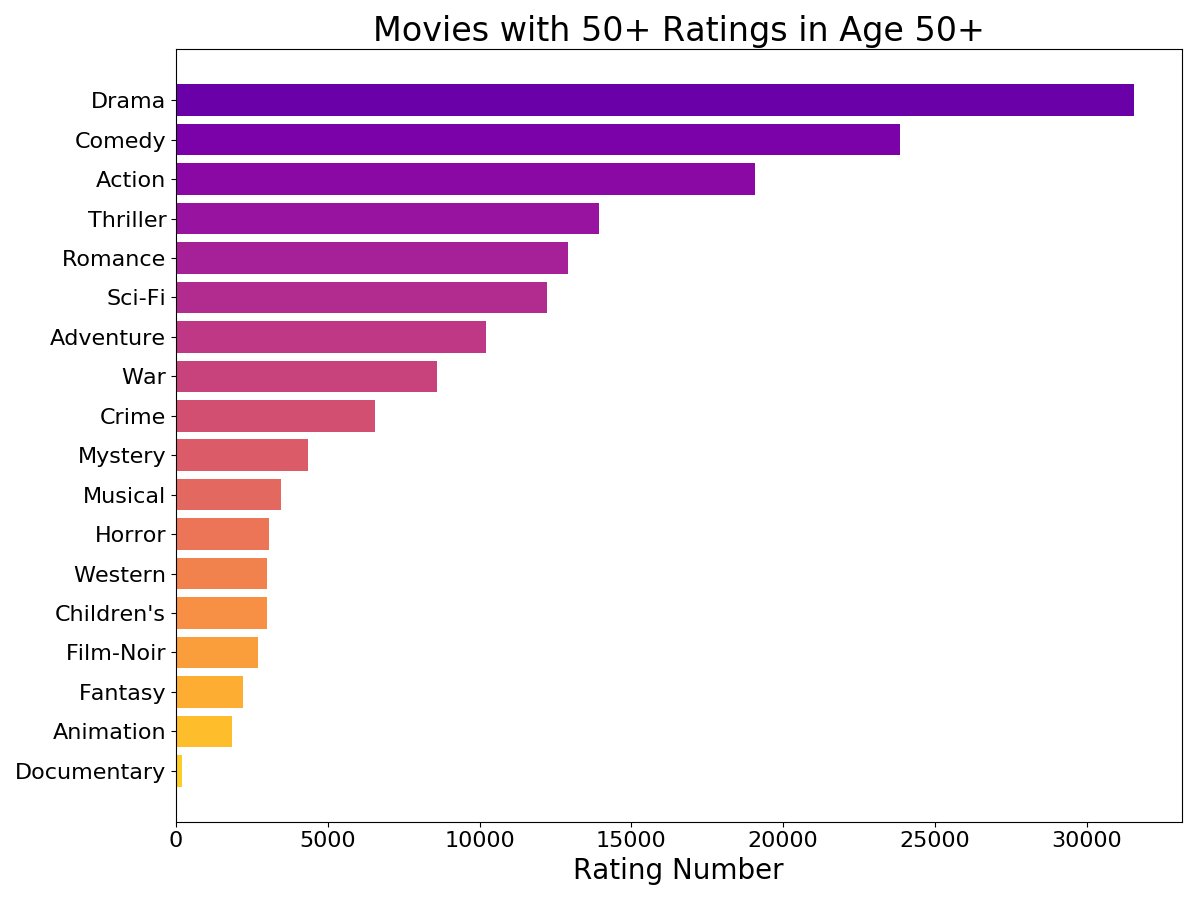 Movies with 50+ Ratings in Age 50+
Drama
Comedy
Action
Thriller
Romance
Sci-Fi
Adventure
War
Crime
Mystery
Musical
Horror
Western
Children's
Film-Noir
Fantasy
Animation
Documentary
0 5000 10000 15000 20000 25000 30000
Rating Number